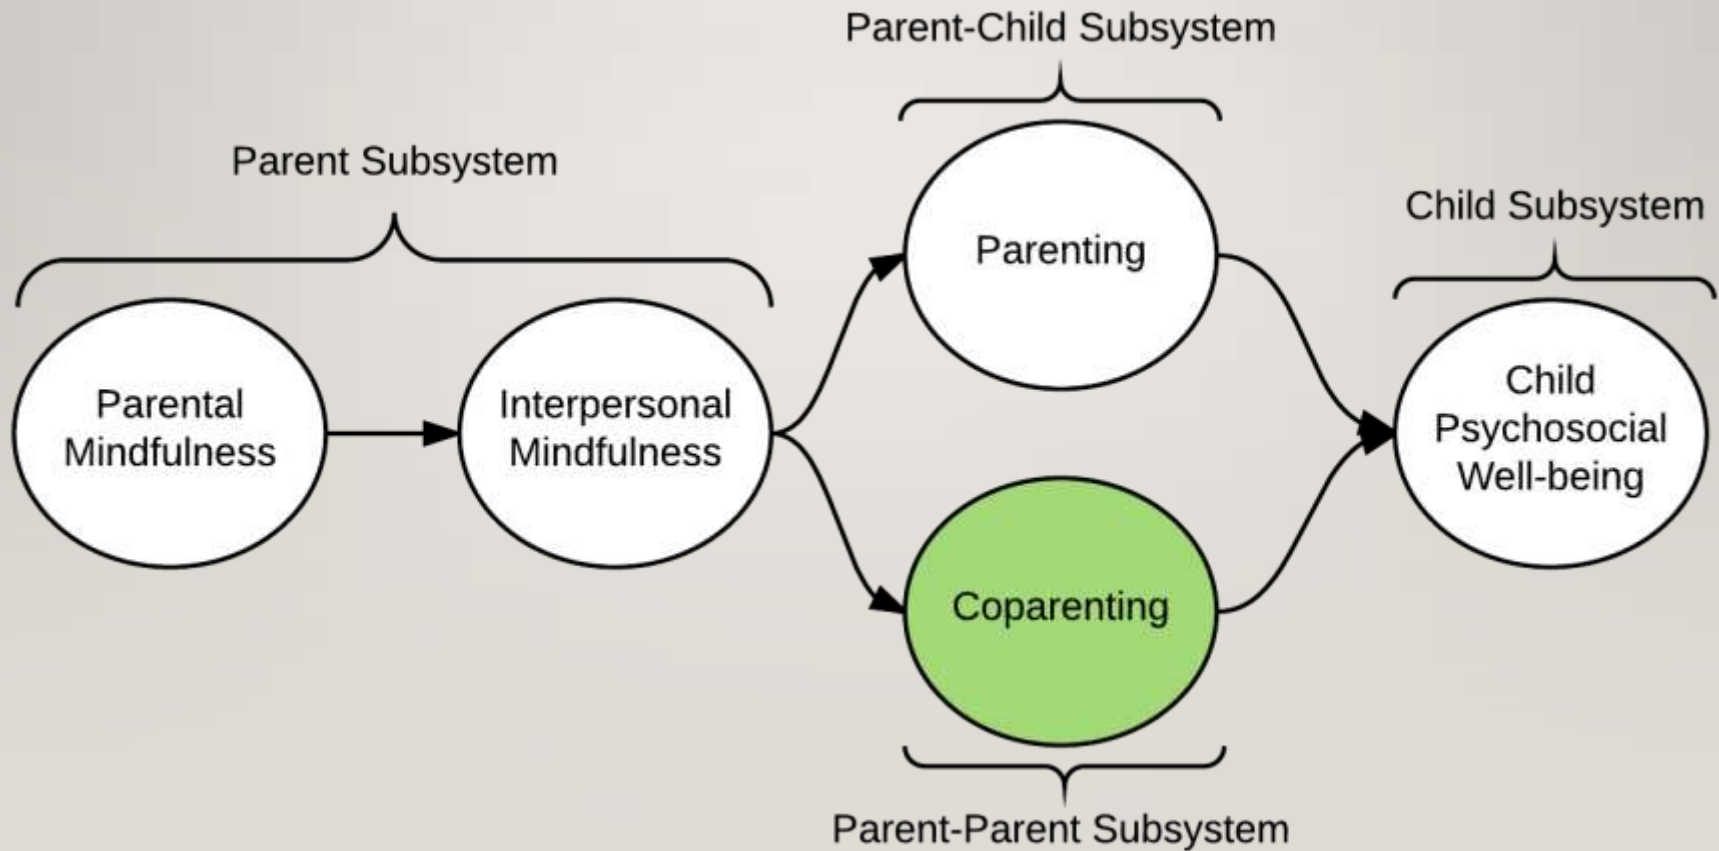 Parent-Child Subsystem
Parent Subsystem
Child Subsystem
Parenting
Parental
Mindfulness
Interpersonal
Mindfulness
Child
Psychosocial
Well-being
Coparenting
Parent-Parent Subsystem